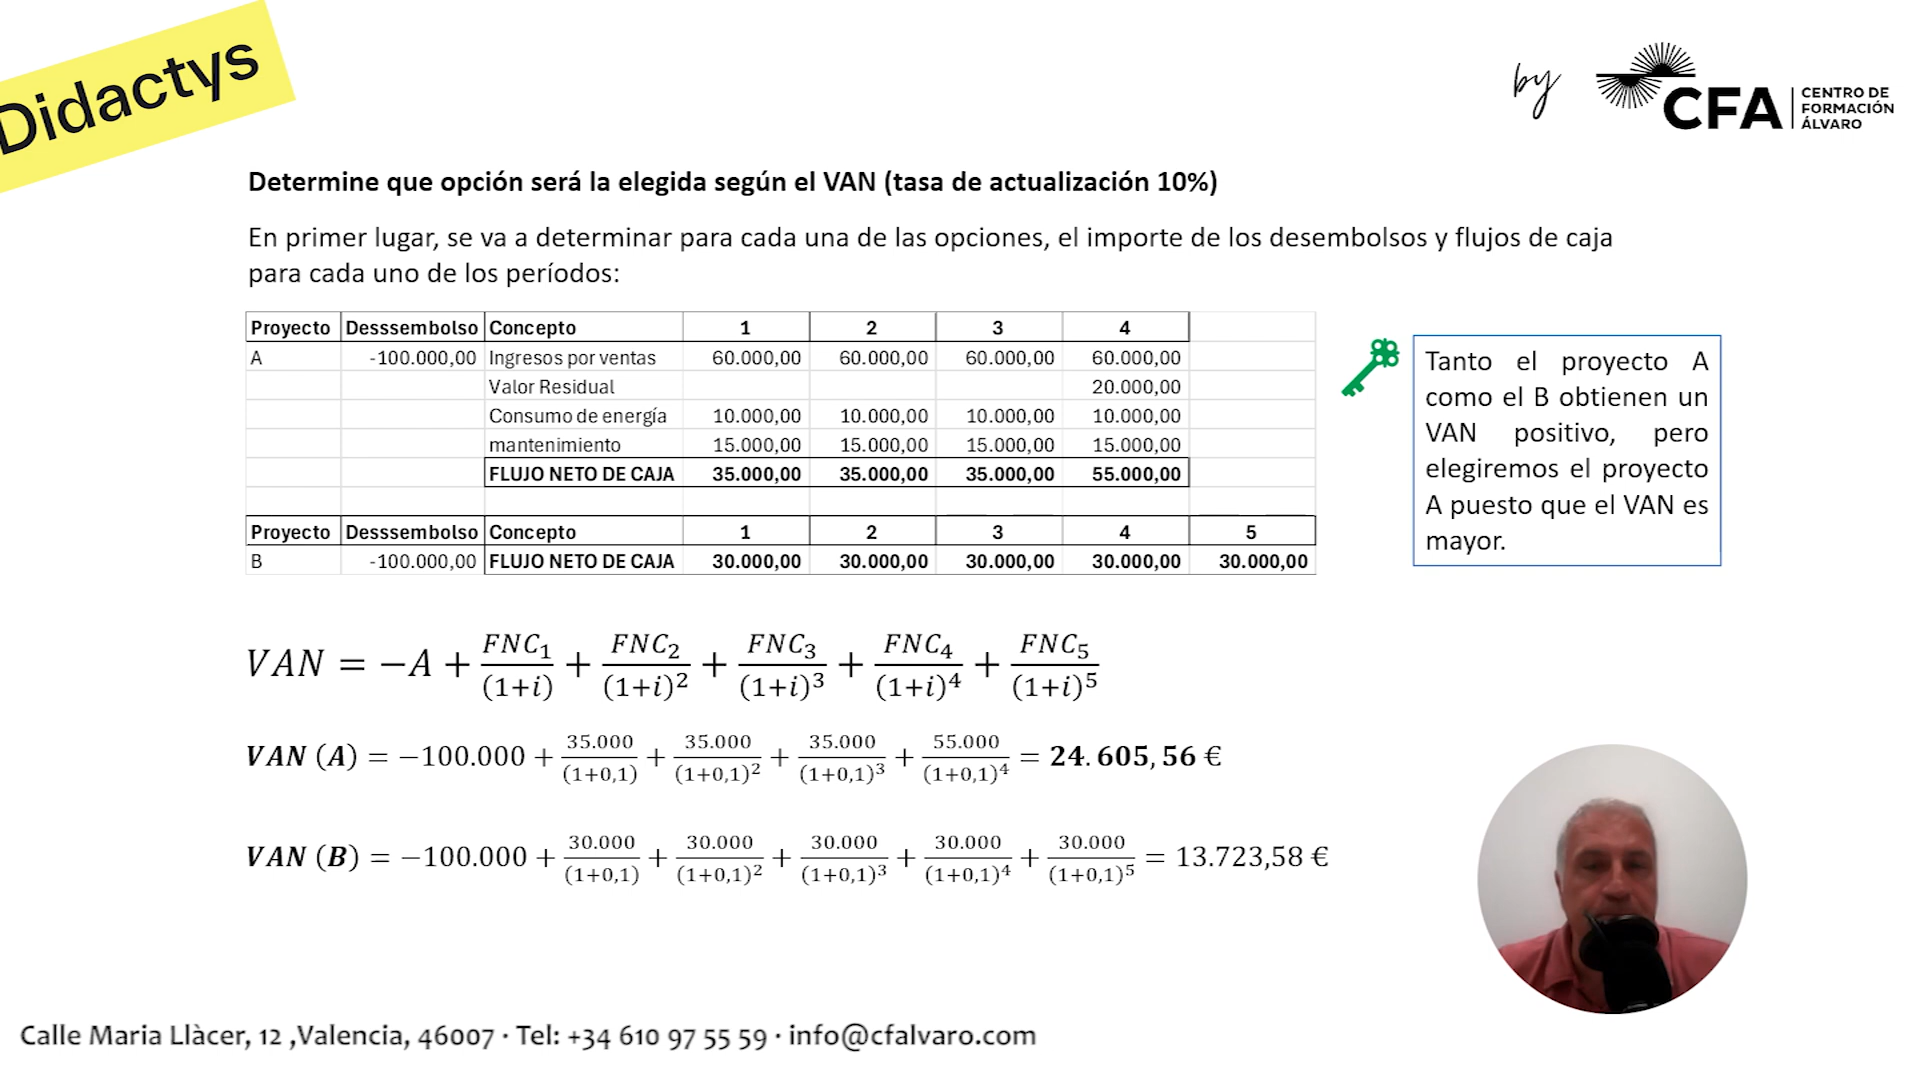 Didactys
by
CFA
CENTRO DE
FORMACIÓN
ÁLVARO
Determine que opción será la elegida según el VAN (tasa de actualización 10%)
En primer lugar, se va a determinar para cada una de las opciones, el importe de los desembolsos y flujos de caja
para cada uno de los períodos:
Proyecto Desssembolso Concepto 1 2 3 4
A -100.000,00 Ingresos por ventas 60.000,00 60.000,00 60.000,00 60.000,00
Valor Residual 20.000,00
Consumo de energía 10.000,00 10.000,00 10.000,00 10.000,00
mantenimiento 15.000,00 15.000,00 15.000,00 15.000,00
FLUJO NETO DE CAJA 35.000,00 35.000,00 35.000,00 55.000,00
Proyecto Desssembolso Concepto 1 2 3 4 5
B -100.000,00 FLUJO NETO DE CAJA 30.000,00 30.000,00 30.000,00 30.000,00 30.000,00
Tanto el proyecto A
como el B obtienen un
VAN positivo, pero
elegiremos el proyecto
A puesto que el VAN es
mayor.
VAN = −A + FNC₁/(1+i) + FNC₂/(1+i)² + FNC₃/(1+i)³ + FNC₄/(1+i)⁴ + FNC₅/(1+i)⁵
VAN (A) = −100.000 + 35.000/(1+0,1) + 35.000/(1+0,1)² + 35.000/(1+0,1)³ + 55.000/(1+0,1)⁴ = 24.605,56 €
VAN (B) = −100.000 + 30.000/(1+0,1) + 30.000/(1+0,1)² + 30.000/(1+0,1)³ + 30.000/(1+0,1)⁴ + 30.000/(1+0,1)⁵ = 13.723,58 €
Calle Maria Llàcer, 12 ,Valencia, 46007 · Tel: +34 610 97 55 59 · info@cfalvaro.com